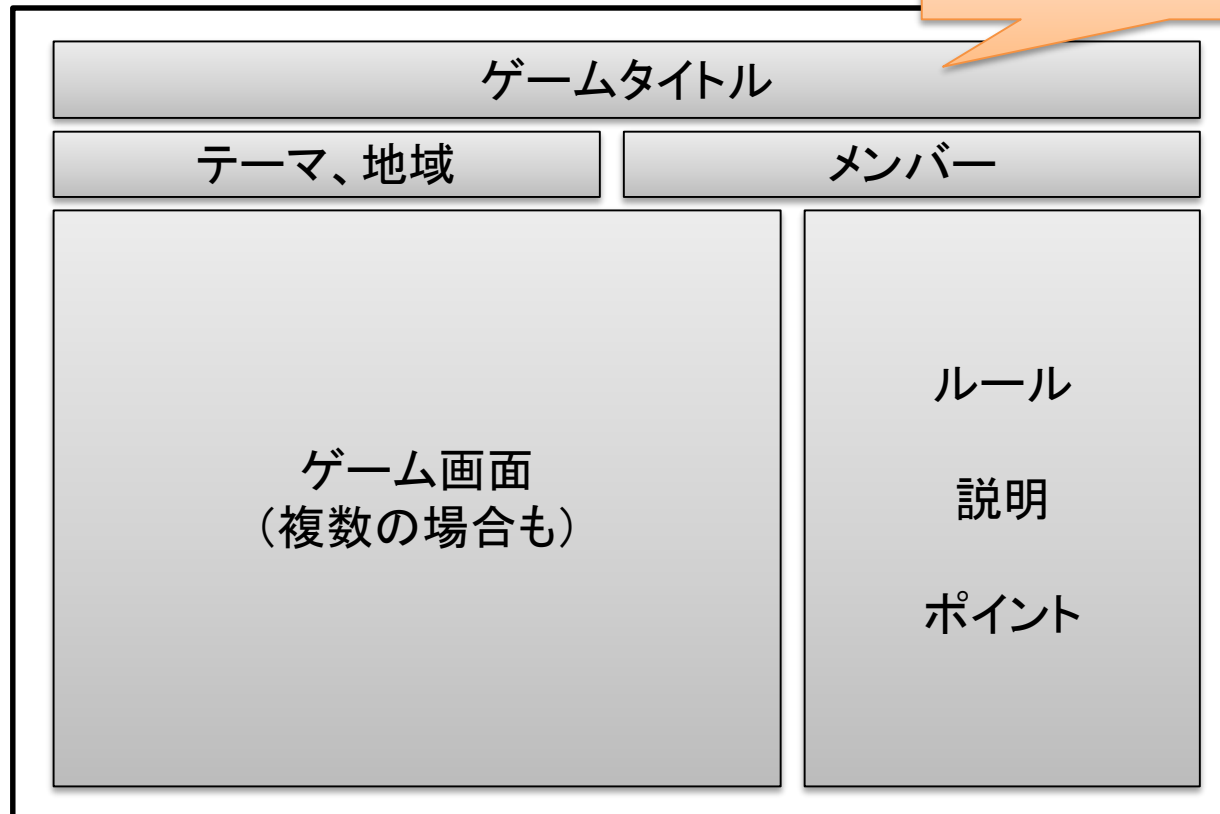 ゲームタイトル
テーマ、地域
メンバー
ゲーム画面
（複数の場合も）
ルール
説明
ポイント